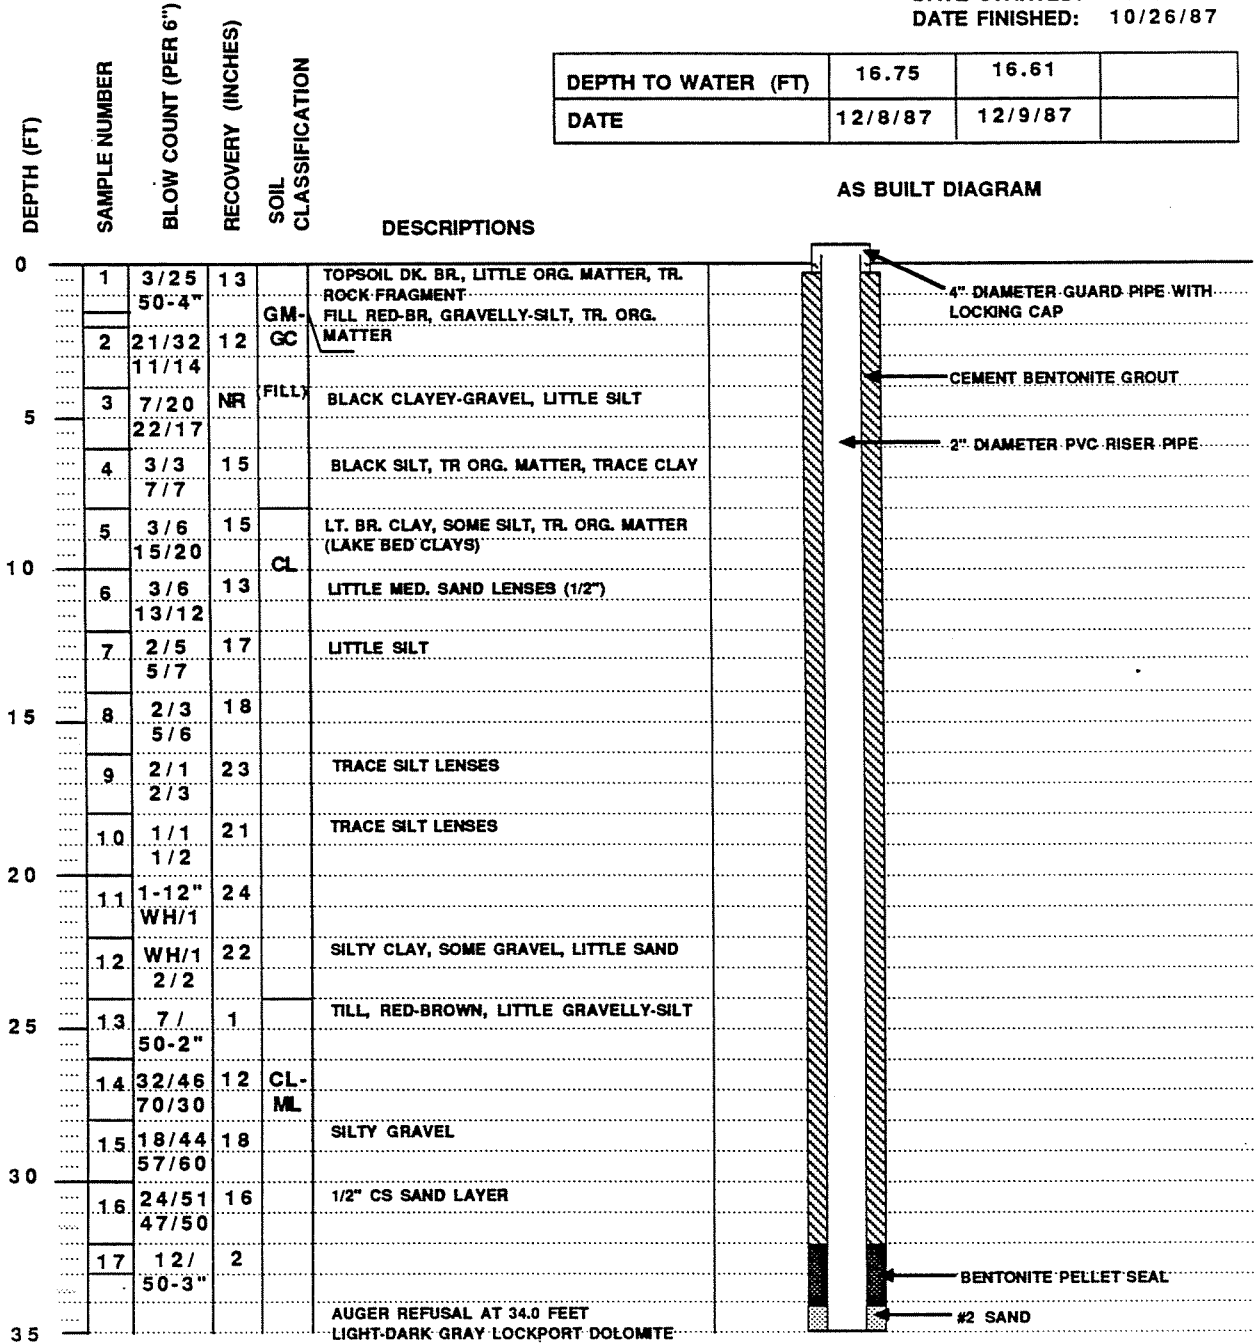 DATE FINISHED: 10/26/87
DEPTH TO WATER (FT) 16.75 16.61
DATE 12/8/87 12/9/87
DEPTH (FT)
SAMPLE NUMBER
BLOW COUNT (PER 6")
RECOVERY (INCHES)
SOIL
CLASSIFICATION
DESCRIPTIONS
AS BUILT DIAGRAM
0
1 3/25 13 TOPSOIL DK. BR., LITTLE ORG. MATTER, TR.
50-4" ROCK FRAGMENT
GM- FILL RED-BR, GRAVELLY-SILT, TR. ORG.
2 21/32 12 GC MATTER
11/14
3 7/20 NR (FILL) BLACK CLAYEY-GRAVEL, LITTLE SILT
5
22/17
4 3/3 15 BLACK SILT, TR ORG. MATTER, TRACE CLAY
7/7
5 3/6 15 LT. BR. CLAY, SOME SILT, TR. ORG. MATTER
15/20 (LAKE BED CLAYS)
10 CL
6 3/6 13 LITTLE MED. SAND LENSES (1/2")
13/12
7 2/5 17 LITTLE SILT
5/7
8 2/3 18
15
5/6
9 2/1 23 TRACE SILT LENSES
2/3
10 1/1 21 TRACE SILT LENSES
1/2
20
11 1-12" 24
WH/1
12 WH/1 22 SILTY CLAY, SOME GRAVEL, LITTLE SAND
2/2
25 13 7/ 1 TILL, RED-BROWN, LITTLE GRAVELLY-SILT
50-2"
14 32/46 12 CL-
70/30 ML
15 18/44 18 SILTY GRAVEL
57/60
30
16 24/51 16 1/2" CS SAND LAYER
47/50
17 12/ 2
50-3"
AUGER REFUSAL AT 34.0 FEET
35 LIGHT-DARK GRAY LOCKPORT DOLOMITE
4" DIAMETER GUARD PIPE WITH
LOCKING CAP
CEMENT BENTONITE GROUT
2" DIAMETER PVC RISER PIPE
BENTONITE PELLET SEAL
#2 SAND